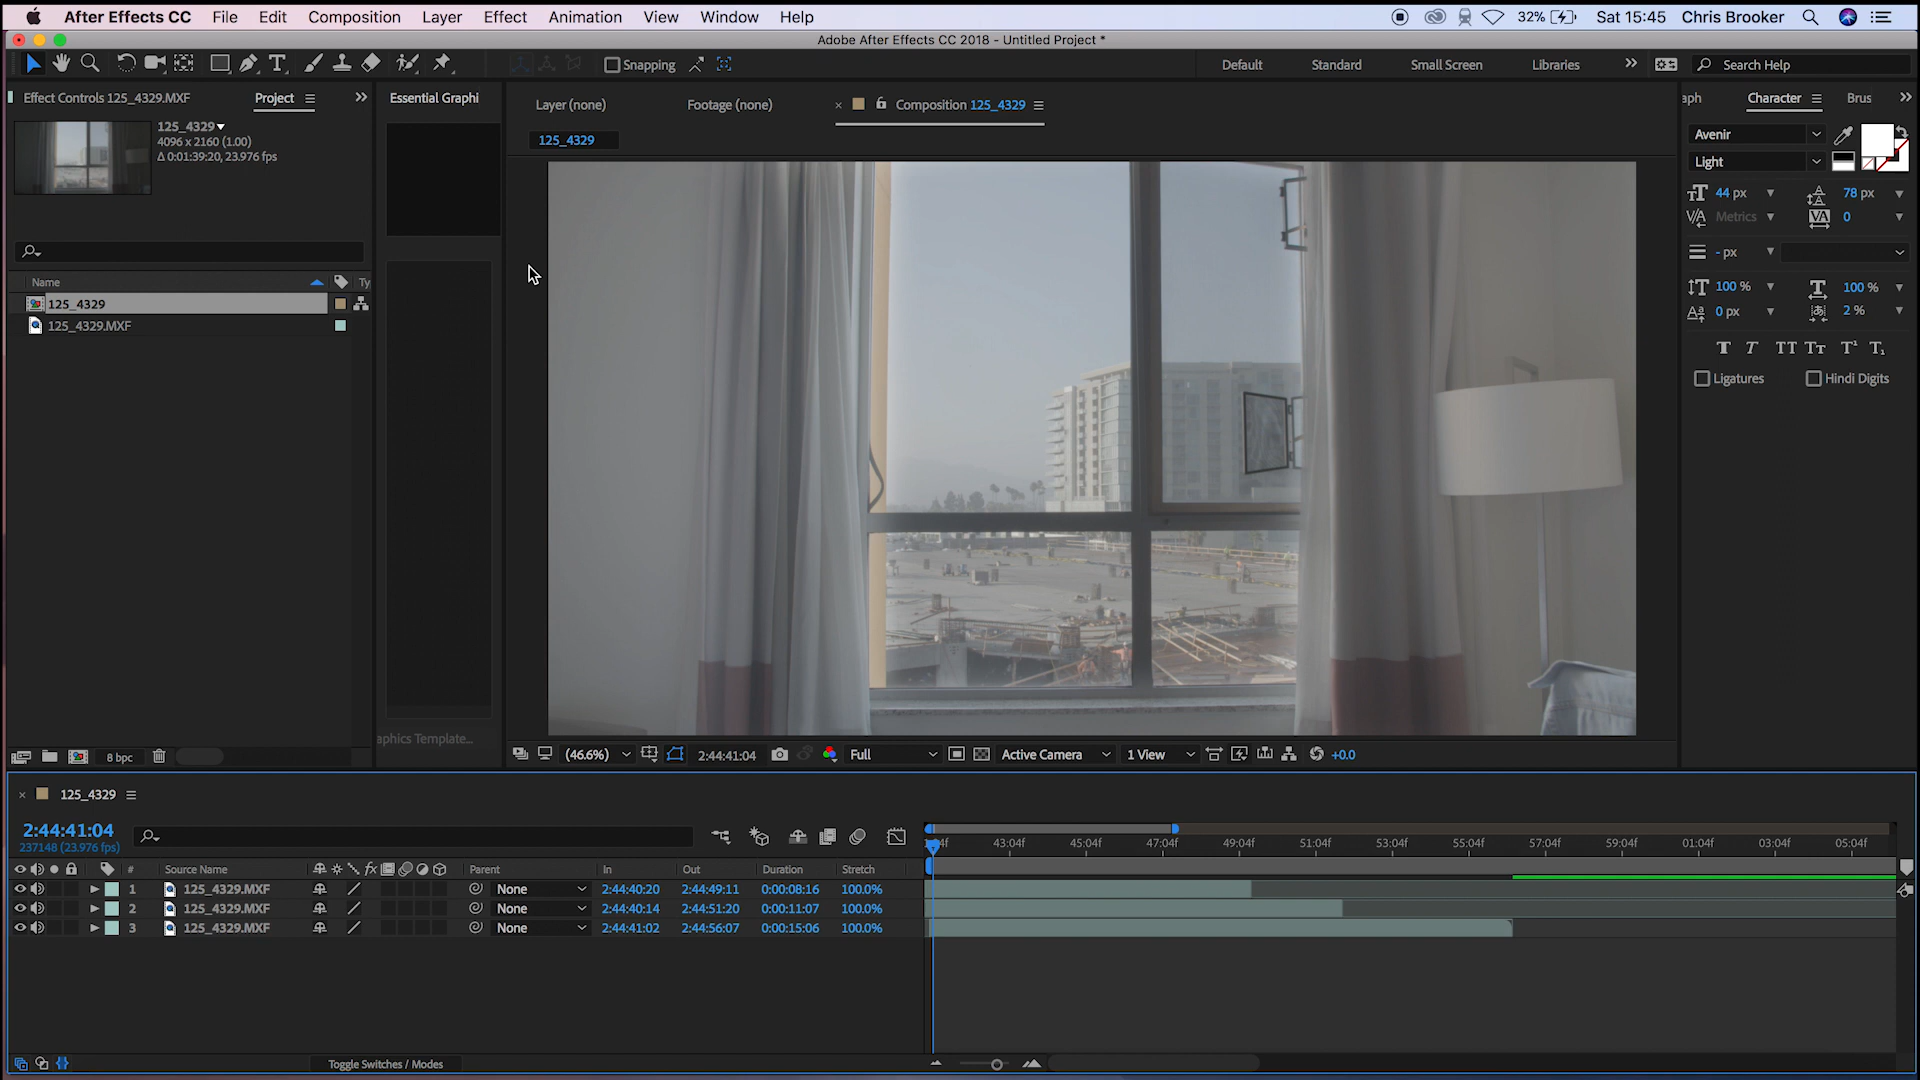 After Effects CC File Edit Composition Layer Effect Animation View Window Help 32% Sat 15:45 Chris Brooker
Adobe After Effects CC 2018 - Untitled Project *
Snapping Default Standard Small Screen Libraries Search Help
Effect Controls 125_4329.MXF Project Essential Graphi Layer (none) Footage (none) Composition 125_4329 aph Character Brus
125_4329
4096 x 2160 (1.00)
Δ 0:01:39:20, 23.976 fps
125_4329
Avenir
Light
44 px 78 px
Metrics 0
- px
100 % 100 %
0 px 2 %
T T TT Tt T¹ T₁
Ligatures Hindi Digits
Name Ty
125_4329
125_4329.MXF
aphics Template...
8 bpc (46.6%) 2:44:41:04 Full Active Camera 1 View +0.0
125_4329
2:44:41:04
237148 (23.976 fps)
43:04f 45:04f 47:04f 49:04f 51:04f 53:04f 55:04f 57:04f 59:04f 01:04f 03:04f 05:04f
# Source Name fx Parent In Out Duration Stretch
1 125_4329.MXF None 2:44:40:20 2:44:49:11 0:00:08:16 100.0%
2 125_4329.MXF None 2:44:40:14 2:44:51:20 0:00:11:07 100.0%
3 125_4329.MXF None 2:44:41:02 2:44:56:07 0:00:15:06 100.0%
Toggle Switches / Modes